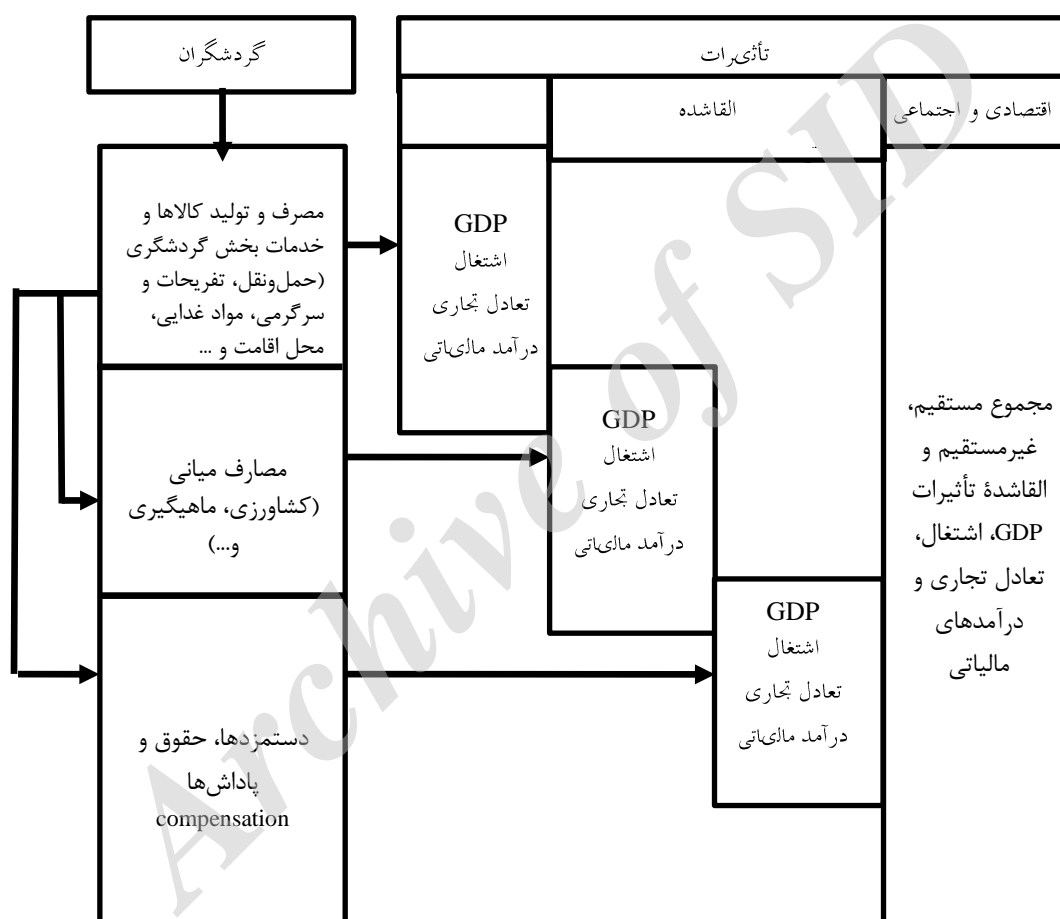 گردشگران
تأثیرات
القاشده
اقتصادی و اجتماعی
مصرف و تولید کالاها و
خدمات بخش گردشگری
(حمل‌ونقل، تفریحات و
سرگرمی، مواد غذایی،
محل اقامت و ...
GDP
اشتغال
تعادل تجاری
درآمد مالیاتی
مصارف میانی
(کشاورزی، ماهیگیری
و...)
GDP
اشتغال
تعادل تجاری
درآمد مالیاتی
دستمزدها، حقوق و
پاداش‌ها
compensation
GDP
اشتغال
تعادل تجاری
درآمد مالیاتی
مجموع مستقیم،
غیرمستقیم و
القاشدۀ تأثیرات
GDP، اشتغال،
تعادل تجاری و
درآمدهای
مالیاتی
Archive of SID